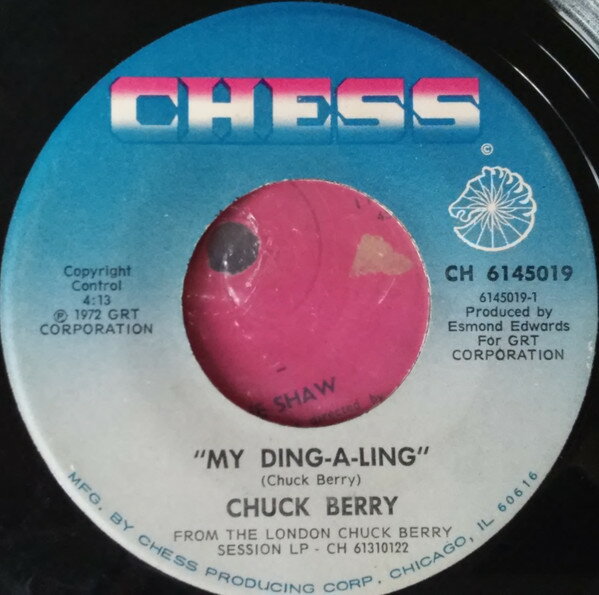 CHESS
©
CH 6145019
Copyright
Control
4:13
℗ 1972 GRT
CORPORATION
6145019-1
Produced by
Esmond Edwards
For GRT
CORPORATION
SHAW
"MY DING-A-LING"
(Chuck Berry)
CHUCK BERRY
FROM THE LONDON CHUCK BERRY
SESSION LP - CH 61310122
MFG. BY CHESS PRODUCING CORP. CHICAGO, IL 60616